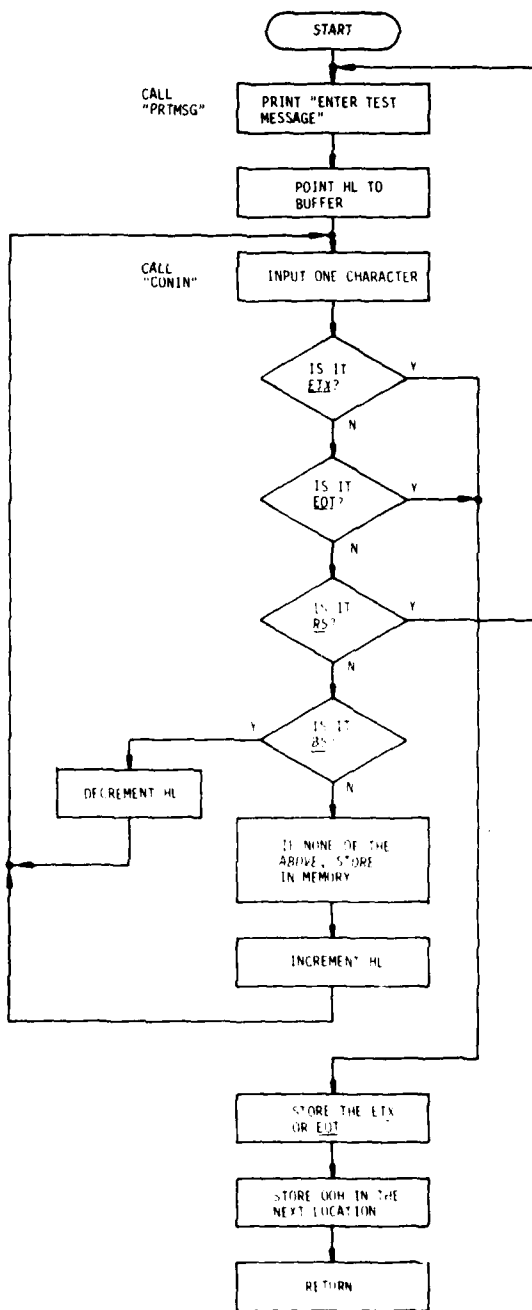 START
CALL
"PRTMSG"
PRINT "ENTER TEST
MESSAGE"
POINT HL TO
BUFFER
CALL
"CONIN"
INPUT ONE CHARACTER
IS IT
ETX?
Y
N
IS IT
EOT?
Y
N
IS IT
RS?
Y
N
IS IT
BS?
Y
N
DECREMENT HL
IF NONE OF THE
ABOVE, STORE
IN MEMORY
INCREMENT HL
STORE THE ETX
OR EOT
STORE 00H IN THE
NEXT LOCATION
RETURN